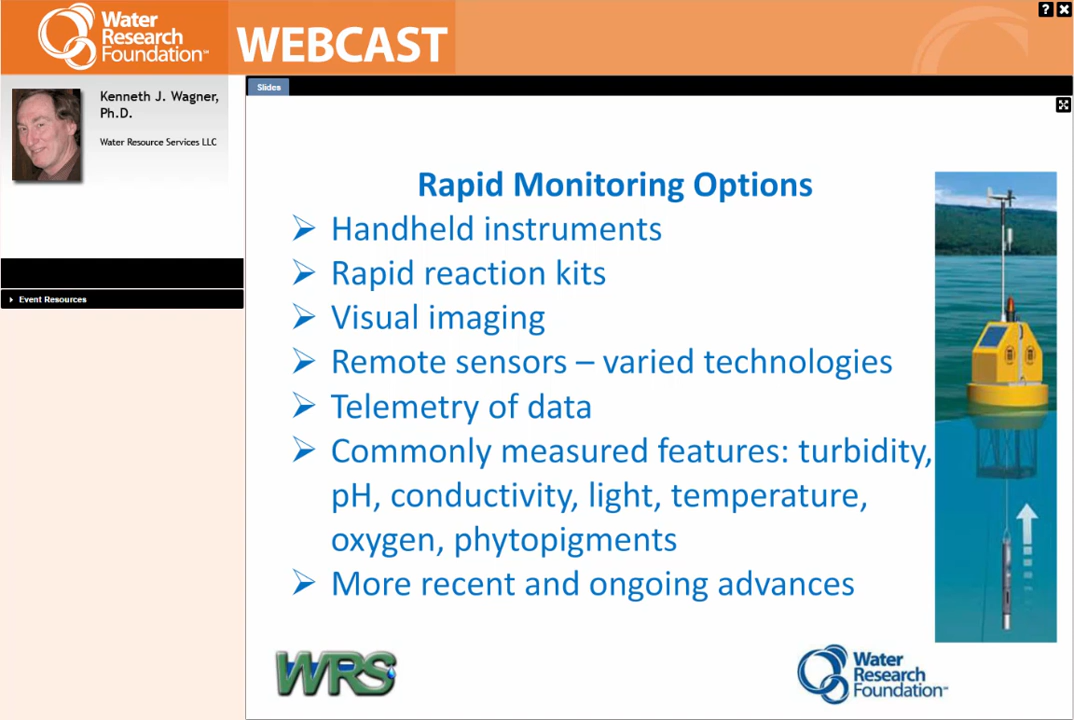 Water
Research
Foundation™
WEBCAST
Kenneth J. Wagner,
Ph.D.
Water Resource Services LLC
Event Resources
Slides
Rapid Monitoring Options
Handheld instruments
Rapid reaction kits
Visual imaging
Remote sensors – varied technologies
Telemetry of data
Commonly measured features: turbidity,
pH, conductivity, light, temperature,
oxygen, phytopigments
More recent and ongoing advances
WRS
Water
Research
Foundation™